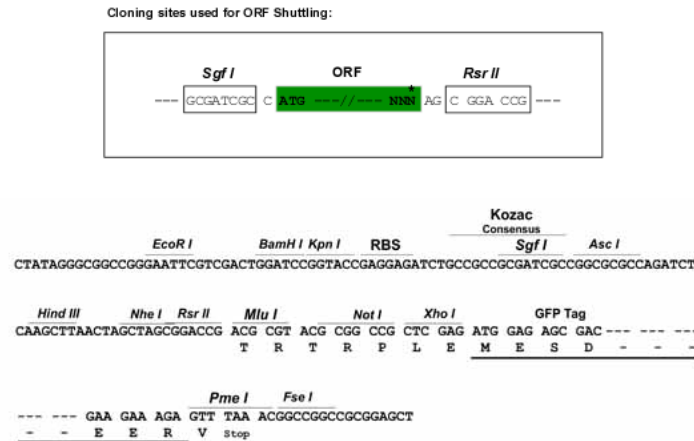 Cloning sites used for ORF Shuttling:
Sgf I ORF Rsr II
--- GCGATCGC C ATG ---//--- NNN* AG C GGA CCG ---
Kozac
Consensus
EcoR I BamH I Kpn I RBS Sgf I Asc I
CTATAGGGCGGCCGGGAATTCGTCGACTGGATCCGGTACCGAGGAGATCTGCCGCCGCGATCGCCGGCGCGCCAGATCT
Hind III Nhe I Rsr II Mlu I Not I Xho I GFP Tag
CAAGCTTAACTAGCTAGCGGACCG ACG CGT ACG CGG CCG CTC GAG ATG GAG AGC GAC --- --- ---
T R T R P L E M E S D - - -
Pme I Fse I
--- --- GAA GAA AGA GTT TAA AC GGCCGGCCGCGGAGCT
- - E E R V Stop